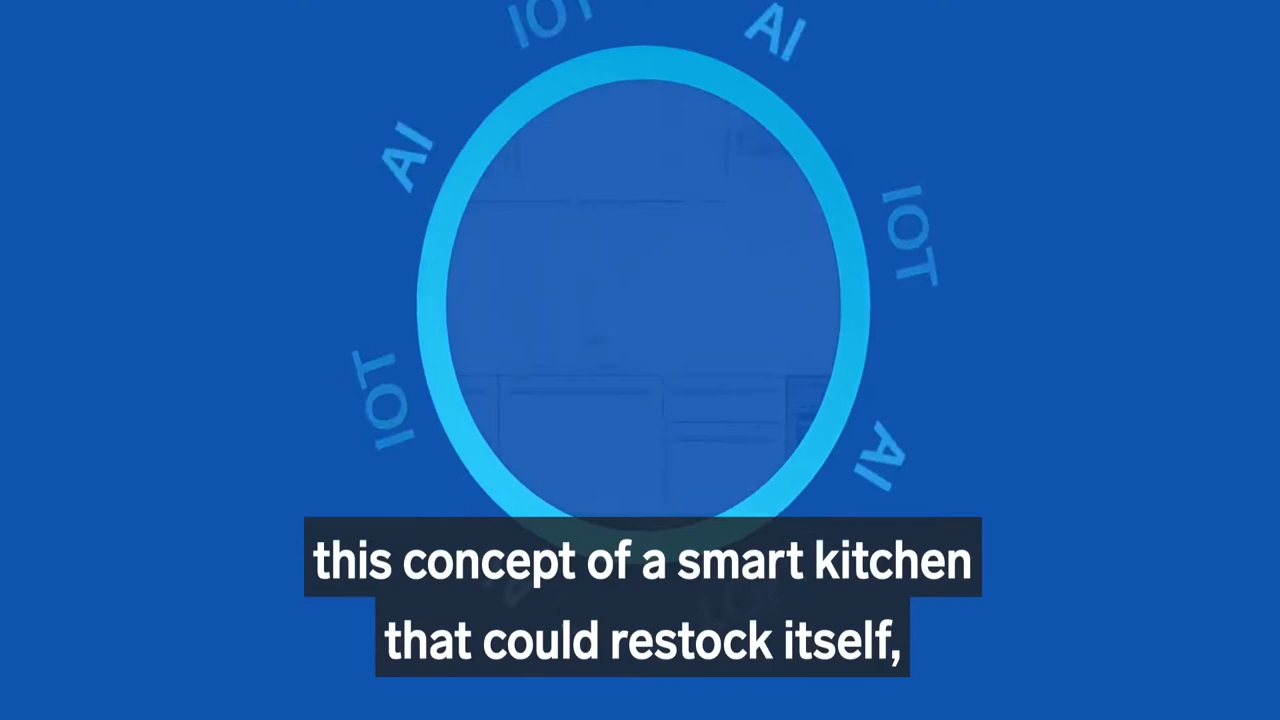 IOT
AI
AI
IOT
IOT
AI
this concept of a smart kitchen
that could restock itself,